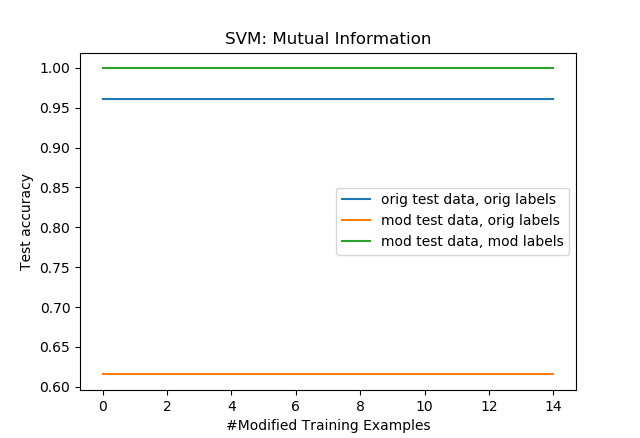 SVM: Mutual Information
1.00
0.95
0.90
0.85
0.80
0.75
0.70
0.65
0.60
Test accuracy
orig test data, orig labels
mod test data, orig labels
mod test data, mod labels
0 2 4 6 8 10 12 14
#Modified Training Examples